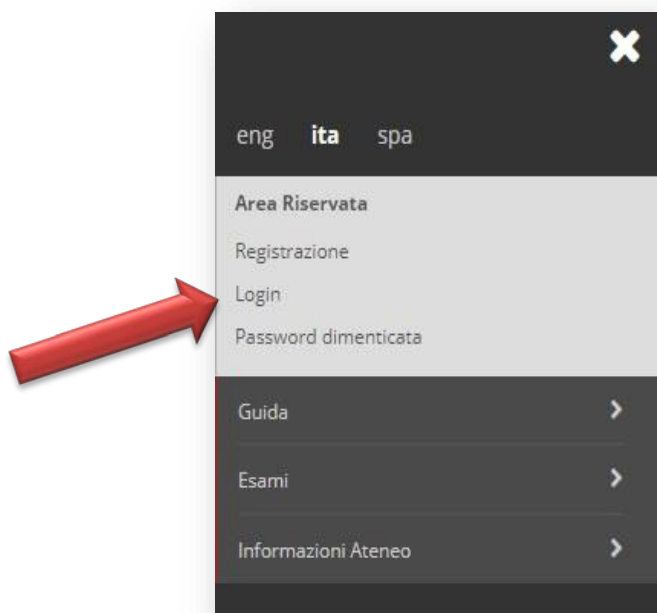 eng ita spa
Area Riservata
Registrazione
Login
Password dimenticata
Guida
Esami
Informazioni Ateneo